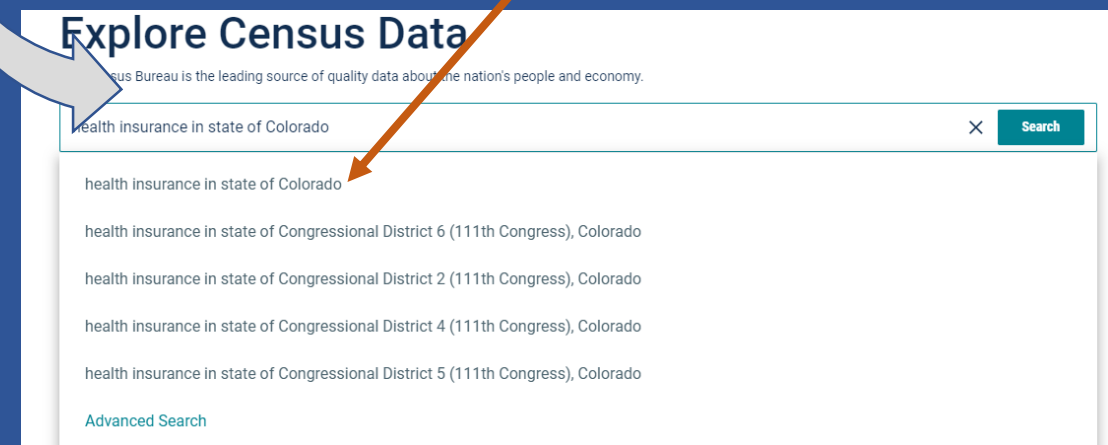 Explore Census Data
sus Bureau is the leading source of quality data about the nation's people and economy.
health insurance in state of Colorado
Search
health insurance in state of Colorado
health insurance in state of Congressional District 6 (111th Congress), Colorado
health insurance in state of Congressional District 2 (111th Congress), Colorado
health insurance in state of Congressional District 4 (111th Congress), Colorado
health insurance in state of Congressional District 5 (111th Congress), Colorado
Advanced Search